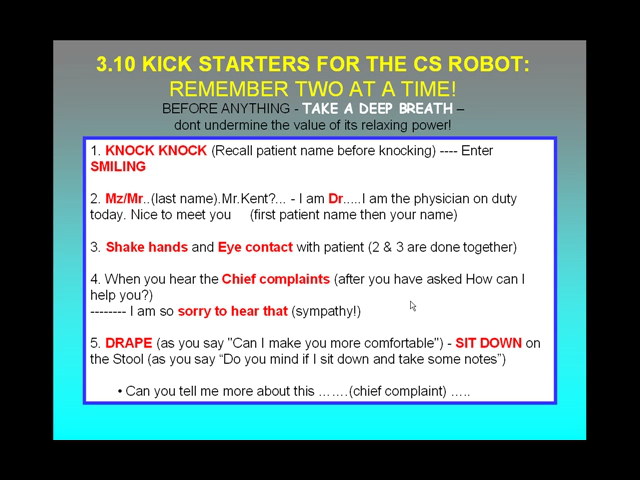 3.10 KICK STARTERS FOR THE CS ROBOT:
REMEMBER TWO AT A TIME!
BEFORE ANYTHING - TAKE A DEEP BREATH –
dont undermine the value of its relaxing power!
1. KNOCK KNOCK (Recall patient name before knocking) ---- Enter
SMILING
2. Mz/Mr..(last name).Mr.Kent?... - I am Dr.....I am the physician on duty
today. Nice to meet you (first patient name then your name)
3. Shake hands and Eye contact with patient (2 & 3 are done together)
4. When you hear the Chief complaints (after you have asked How can I
help you?)
-------- I am so sorry to hear that (sympathy!)
5. DRAPE (as you say "Can I make you more comfortable") - SIT DOWN on
the Stool (as you say “Do you mind if I sit down and take some notes”)
• Can you tell me more about this …….(chief complaint) …..